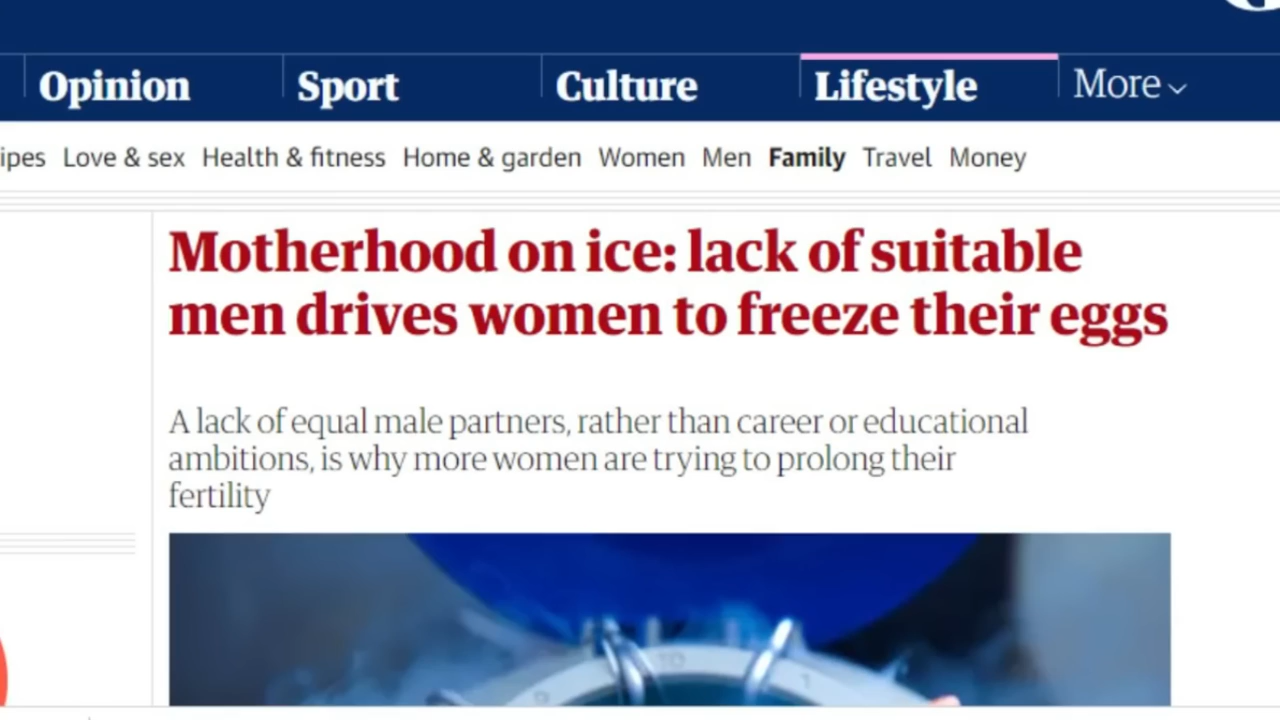 Opinion Sport Culture Lifestyle More
ipes Love & sex Health & fitness Home & garden Women Men Family Travel Money
Motherhood on ice: lack of suitable
men drives women to freeze their eggs
A lack of equal male partners, rather than career or educational
ambitions, is why more women are trying to prolong their
fertility